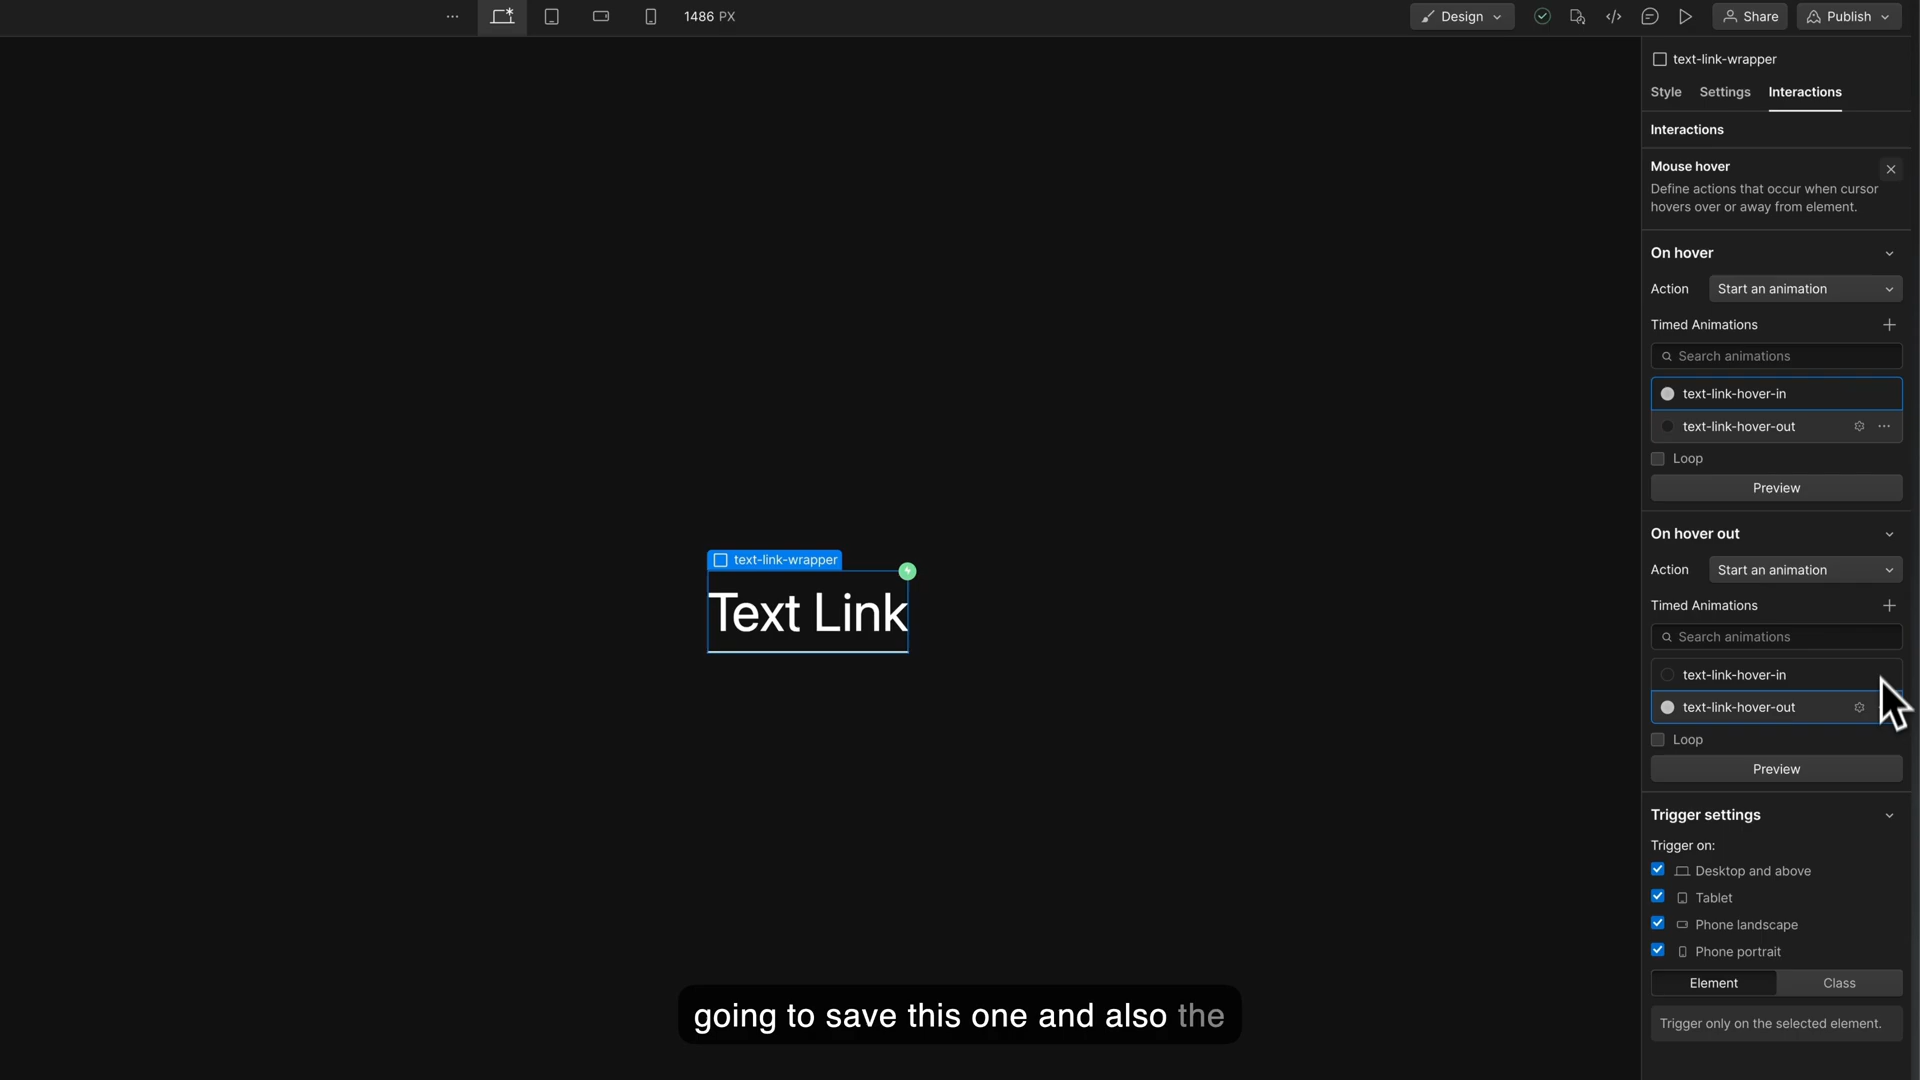 1486 PX
Design
Share
Publish
text-link-wrapper
Style Settings Interactions
Interactions
Mouse hover
Define actions that occur when cursor
hovers over or away from element.
On hover
Action Start an animation
Timed Animations
Search animations
text-link-hover-in
text-link-hover-out
Loop
Preview
On hover out
Action Start an animation
Timed Animations
Search animations
text-link-hover-in
text-link-hover-out
Loop
Preview
Trigger settings
Trigger on:
Desktop and above
Tablet
Phone landscape
Phone portrait
Element Class
Trigger only on the selected element.
text-link-wrapper
Text Link
going to save this one and also the